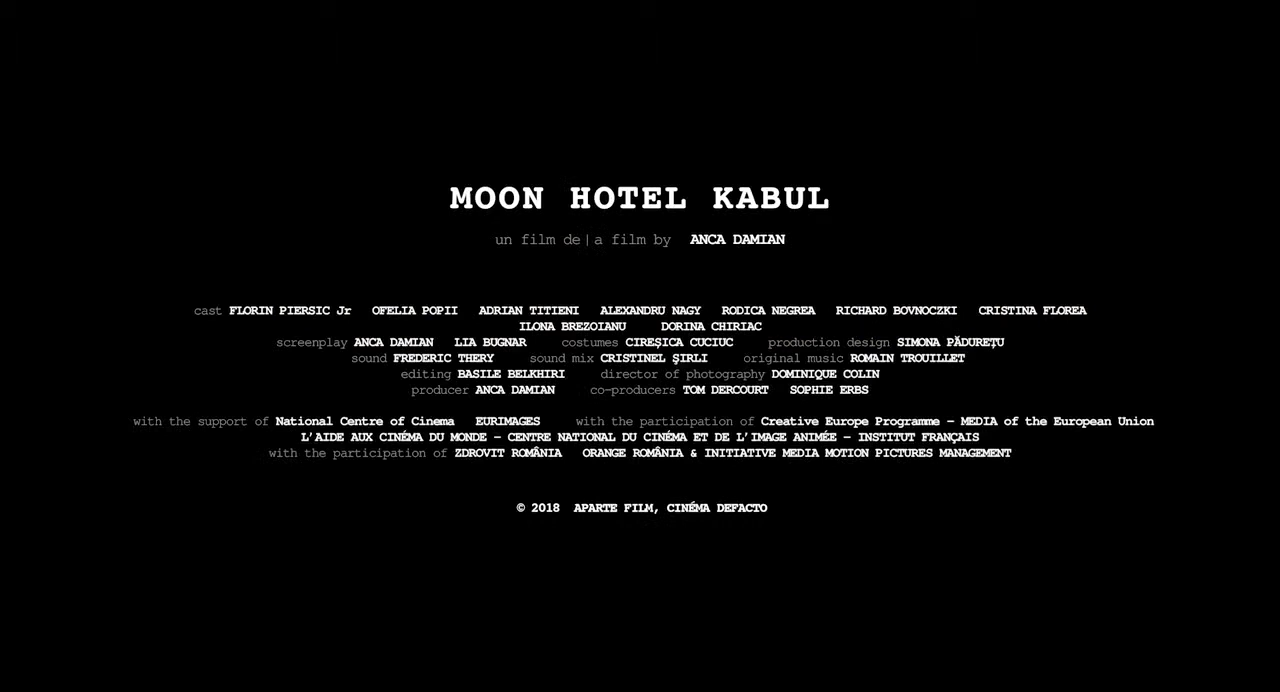 MOON HOTEL KABUL
un film de | a film by ANCA DAMIAN
cast FLORIN PIERSIC Jr OFELIA POPII ADRIAN TITIENI ALEXANDRU NAGY RODICA NEGREA RICHARD BOVNOCZKI CRISTINA FLOREA
ILONA BREZOIANU DORINA CHIRIAC
screenplay ANCA DAMIAN LIA BUGNAR costumes CIREȘICA CUCIUC production design SIMONA PĂDUREȚU
sound FREDERIC THERY sound mix CRISTINEL ȘIRLI original music ROMAIN TROUILLET
editing BASILE BELKHIRI director of photography DOMINIQUE COLIN
producer ANCA DAMIAN co-producers TOM DERCOURT SOPHIE ERBS
with the support of National Centre of Cinema EURIMAGES with the participation of Creative Europe Programme – MEDIA of the European Union
L'AIDE AUX CINÉMA DU MONDE – CENTRE NATIONAL DU CINÉMA ET DE L'IMAGE ANIMÉE – INSTITUT FRANÇAIS
with the participation of ZDROVIT ROMÂNIA ORANGE ROMÂNIA & INITIATIVE MEDIA MOTION PICTURES MANAGEMENT
© 2018 APARTE FILM, CINÉMA DEFACTO